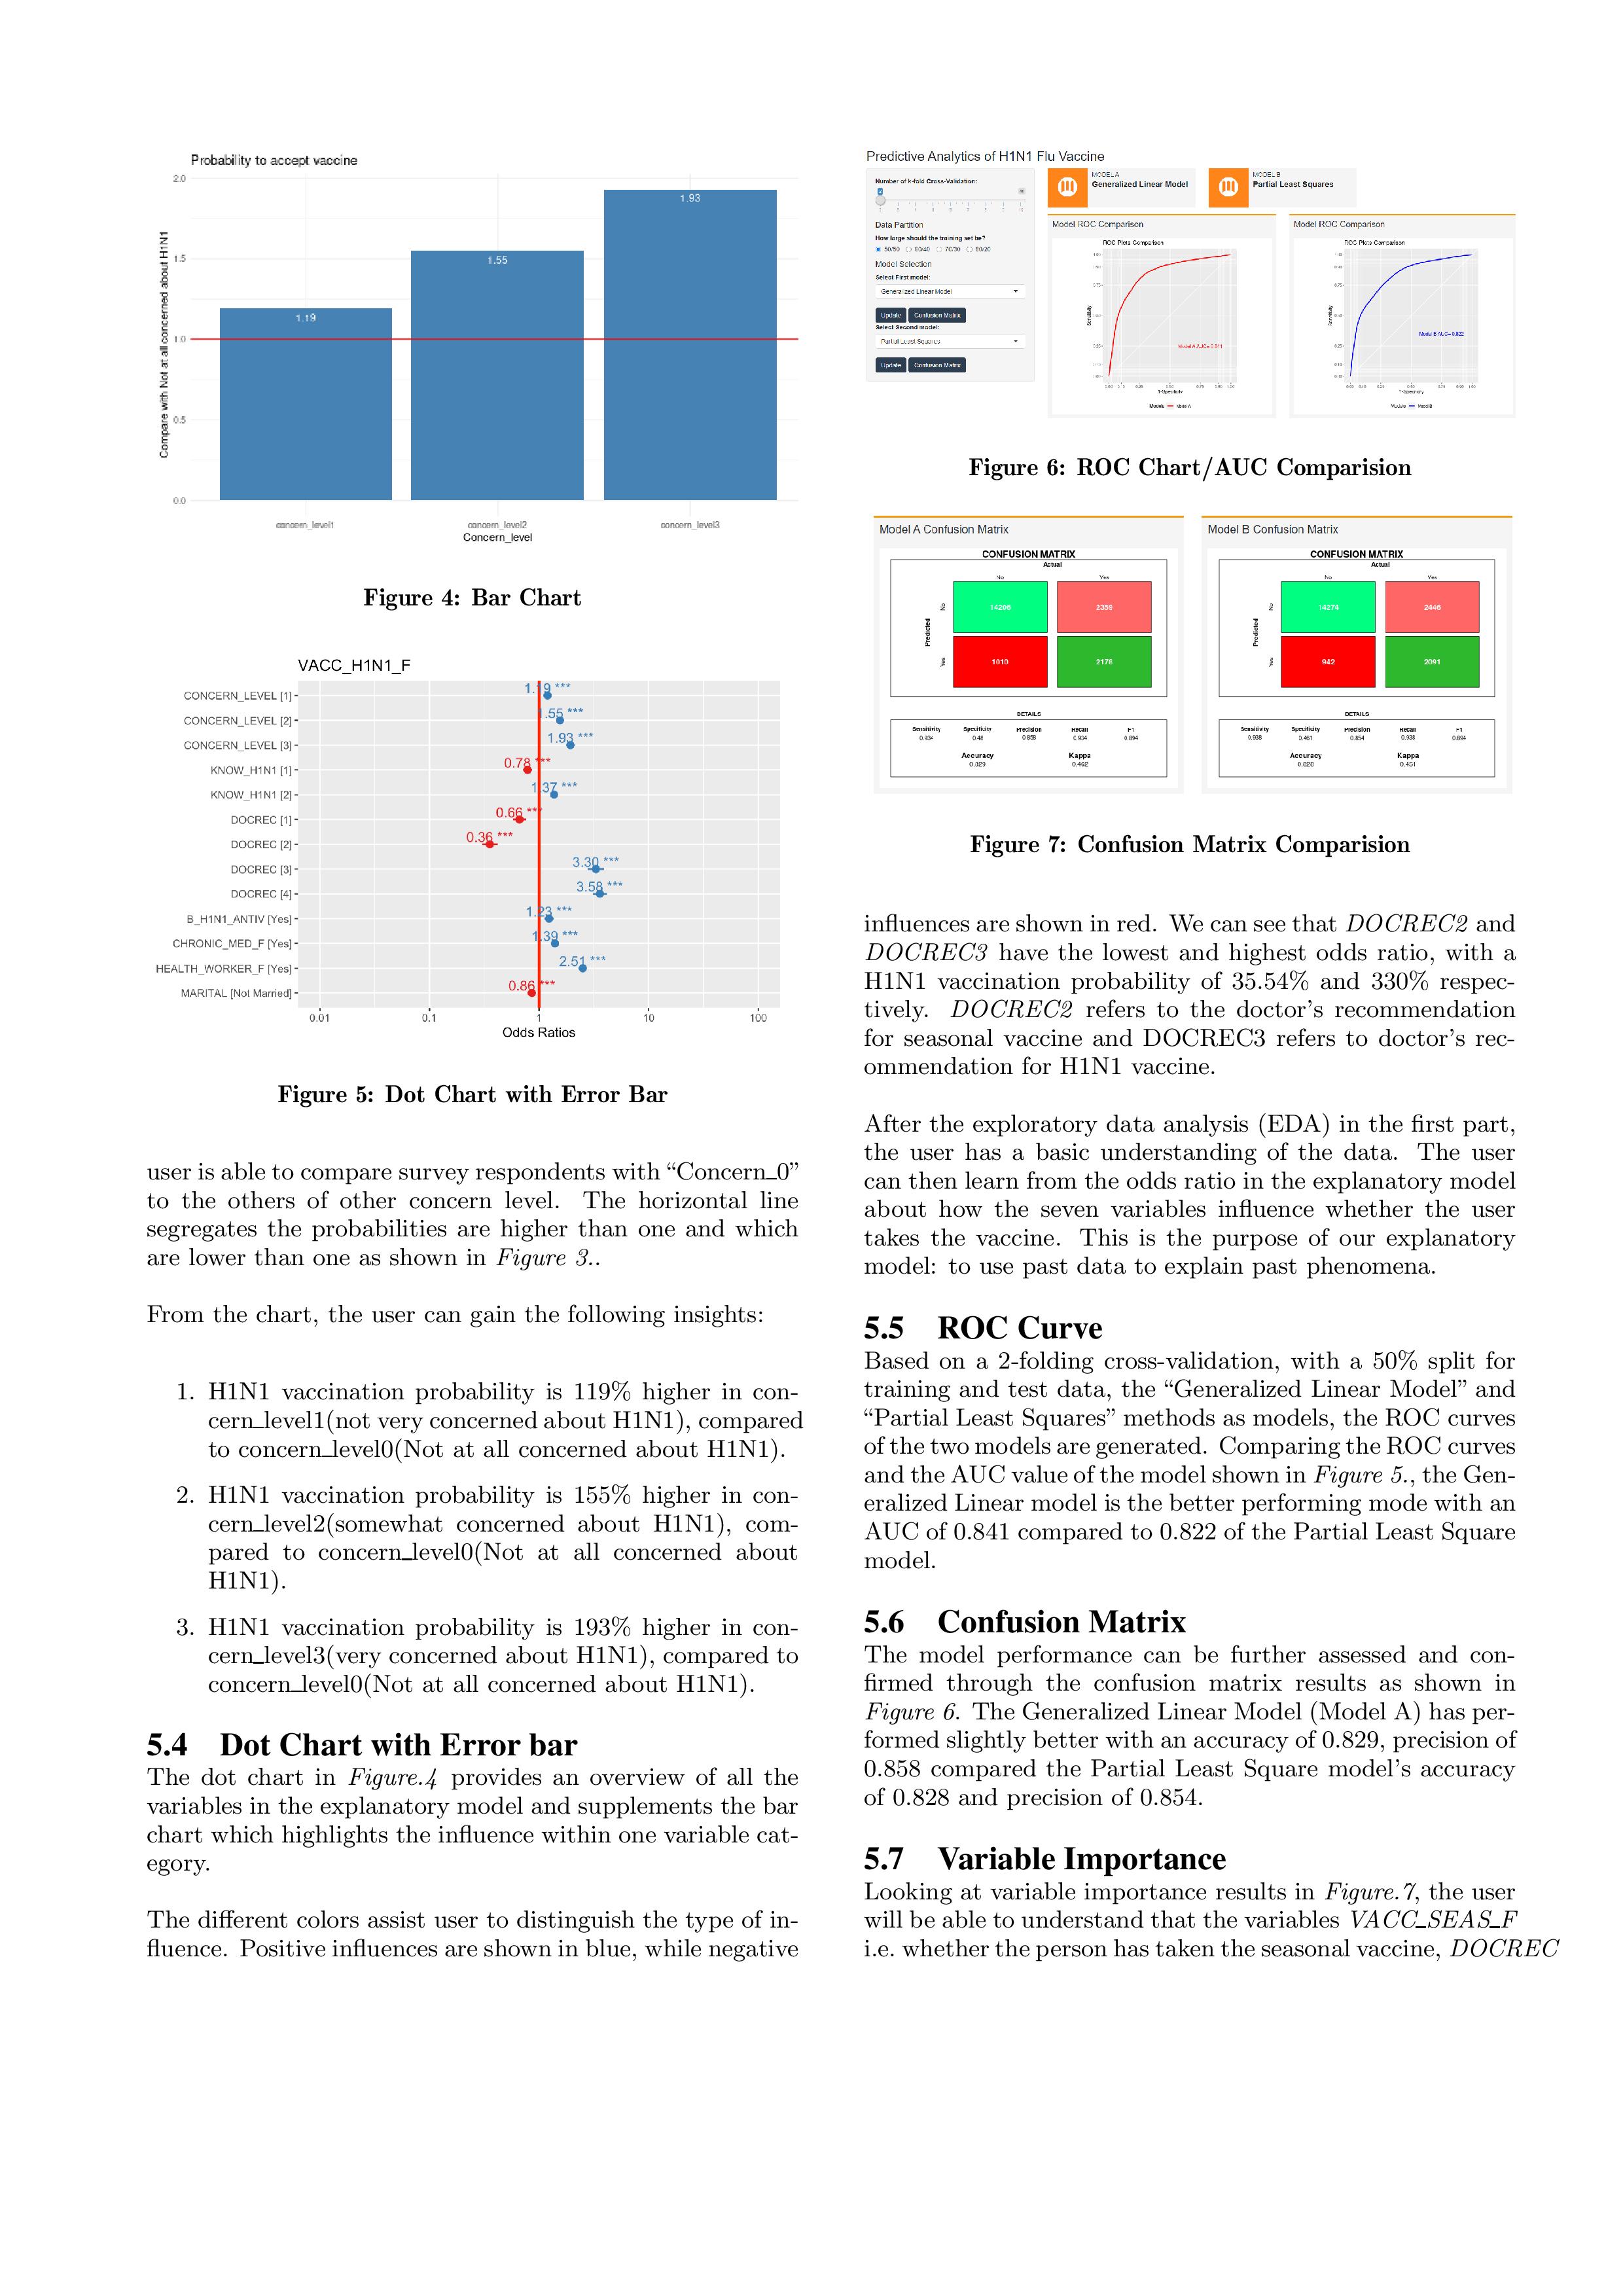 Probability to accept vaccine
Compare with Not at all concerned about H1N1
2.0
1.5
1.0
0.5
0.0
1.19
1.55
1.93
concern_level1
concern_level2
concern_level3
Concern_level
Figure 4: Bar Chart
VACC_H1N1_F
CONCERN_LEVEL [1]
1.19 ***
CONCERN_LEVEL [2]
1.55 ***
CONCERN_LEVEL [3]
1.93 ***
KNOW_H1N1 [1]
0.78 ***
KNOW_H1N1 [2]
1.37 ***
DOCREC [1]
0.66 ***
DOCREC [2]
0.36 ***
DOCREC [3]
3.30 ***
DOCREC [4]
3.58 ***
B_H1N1_ANTIV [Yes]
1.23 ***
CHRONIC_MED_F [Yes]
1.39 ***
HEALTH_WORKER_F [Yes]
2.51 ***
MARITAL [Not Married]
0.86 ***
0.01 0.1 1 10 100
Odds Ratios
Figure 5: Dot Chart with Error Bar
user is able to compare survey respondents with “Concern_0”
to the others of other concern level. The horizontal line
segregates the probabilities are higher than one and which
are lower than one as shown in Figure 3..
From the chart, the user can gain the following insights:
1. H1N1 vaccination probability is 119% higher in con-
cern_level1(not very concerned about H1N1), compared
to concern_level0(Not at all concerned about H1N1).
2. H1N1 vaccination probability is 155% higher in con-
cern_level2(somewhat concerned about H1N1), com-
pared to concern_level0(Not at all concerned about
H1N1).
3. H1N1 vaccination probability is 193% higher in con-
cern_level3(very concerned about H1N1), compared to
concern_level0(Not at all concerned about H1N1).
5.4 Dot Chart with Error bar
The dot chart in Figure.4 provides an overview of all the
variables in the explanatory model and supplements the bar
chart which highlights the influence within one variable cat-
egory.
The different colors assist user to distinguish the type of in-
fluence. Positive influences are shown in blue, while negative
Predictive Analytics of H1N1 Flu Vaccine
Number of k-fold Cross-Validation:
Data Partition
How large should the training set be?
50/50 60/40 70/30 80/20
Model Selection
Select First model:
Generalized Linear Model
Update Confusion Matrix
Select Second model:
Partial Least Squares
Update Confusion Matrix
MODEL A
Generalized Linear Model
MODEL B
Partial Least Squares
Model ROC Comparison
ROC Plots Comparison
Sensitivity
1-Specificity
Models Model A
Model ROC Comparison
ROC Plots Comparison
Sensitivity
Model B AUC= 0.822
1-Specificity
Models Model B
Figure 6: ROC Chart/AUC Comparision
Model A Confusion Matrix
CONFUSION MATRIX
Actual
No Yes
Predicted
No
14206 2359
Yes
1010 2178
DETAILS
Sensitivity Specificity Precision Recall F1
0.934 0.48 0.858 0.934 0.894
Accuracy Kappa
0.829 0.462
Model B Confusion Matrix
CONFUSION MATRIX
Actual
No Yes
Predicted
No
14274 2446
Yes
942 2091
DETAILS
Sensitivity Specificity Precision Recall F1
0.938 0.461 0.854 0.938 0.894
Accuracy Kappa
0.828 0.451
Figure 7: Confusion Matrix Comparision
influences are shown in red. We can see that DOCREC2 and
DOCREC3 have the lowest and highest odds ratio, with a
H1N1 vaccination probability of 35.54% and 330% respec-
tively. DOCREC2 refers to the doctor’s recommendation
for seasonal vaccine and DOCREC3 refers to doctor’s rec-
ommendation for H1N1 vaccine.
After the exploratory data analysis (EDA) in the first part,
the user has a basic understanding of the data. The user
can then learn from the odds ratio in the explanatory model
about how the seven variables influence whether the user
takes the vaccine. This is the purpose of our explanatory
model: to use past data to explain past phenomena.
5.5 ROC Curve
Based on a 2-folding cross-validation, with a 50% split for
training and test data, the “Generalized Linear Model” and
“Partial Least Squares” methods as models, the ROC curves
of the two models are generated. Comparing the ROC curves
and the AUC value of the model shown in Figure 5., the Gen-
eralized Linear model is the better performing mode with an
AUC of 0.841 compared to 0.822 of the Partial Least Square
model.
5.6 Confusion Matrix
The model performance can be further assessed and con-
firmed through the confusion matrix results as shown in
Figure 6. The Generalized Linear Model (Model A) has per-
formed slightly better with an accuracy of 0.829, precision of
0.858 compared the Partial Least Square model’s accuracy
of 0.828 and precision of 0.854.
5.7 Variable Importance
Looking at variable importance results in Figure.7, the user
will be able to understand that the variables VACC_SEAS_F
i.e. whether the person has taken the seasonal vaccine, DOCREC